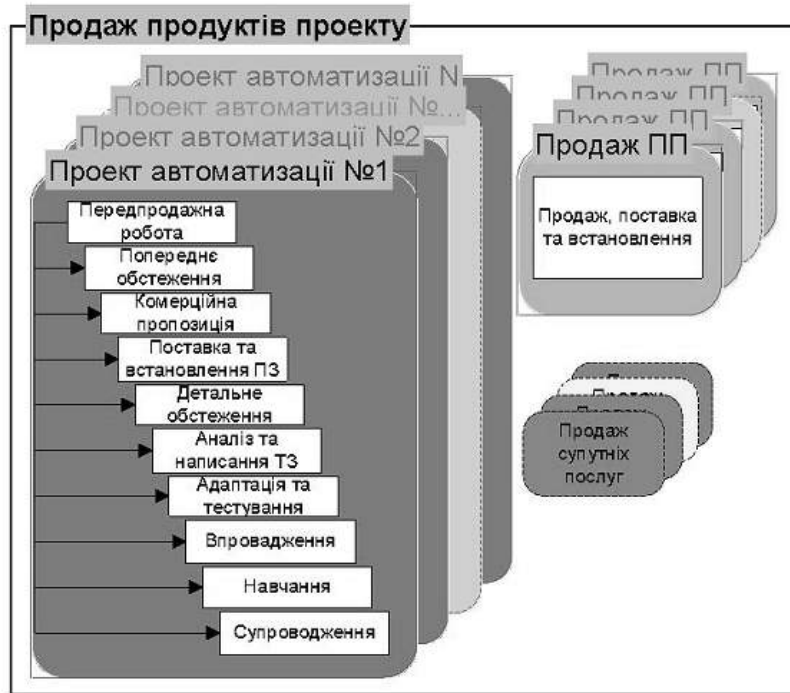 Продаж продуктів проекту
Проект автоматизації N
Проект автоматизації №...
Проект автоматизації №2
Проект автоматизації №1
Передпродажна
робота
Попереднє
обстеження
Комерційна
пропозиція
Поставка та
встановлення ПЗ
Детальне
обстеження
Аналіз та
написання ТЗ
Адаптація та
тестування
Впровадження
Навчання
Супроводження
Продаж ПП
Продаж ПП
Продаж ПП
Продаж ПП
Продаж, поставка
та встановлення
Продаж
Продаж
Продаж
супутніх
послуг